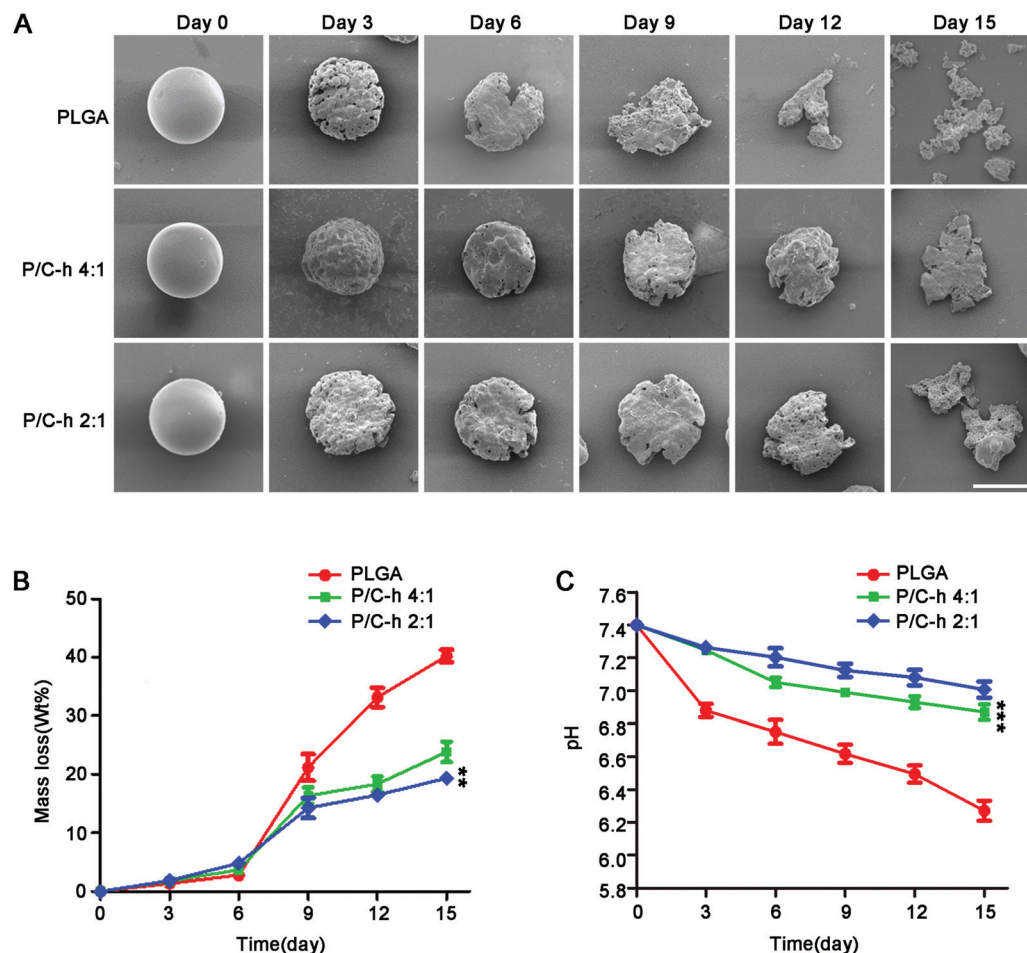 A
Day 0 Day 3 Day 6 Day 9 Day 12 Day 15
PLGA
P/C-h 4:1
P/C-h 2:1
B
PLGA
P/C-h 4:1
P/C-h 2:1
Mass loss(Wt%)
50
40
30
20
10
0
**
0 3 6 9 12 15
Time(day)
C
PLGA
P/C-h 4:1
P/C-h 2:1
pH
7.6
7.4
7.2
7.0
6.8
6.6
6.4
6.2
6.0
5.8
***
0 3 6 9 12 15
Time(day)